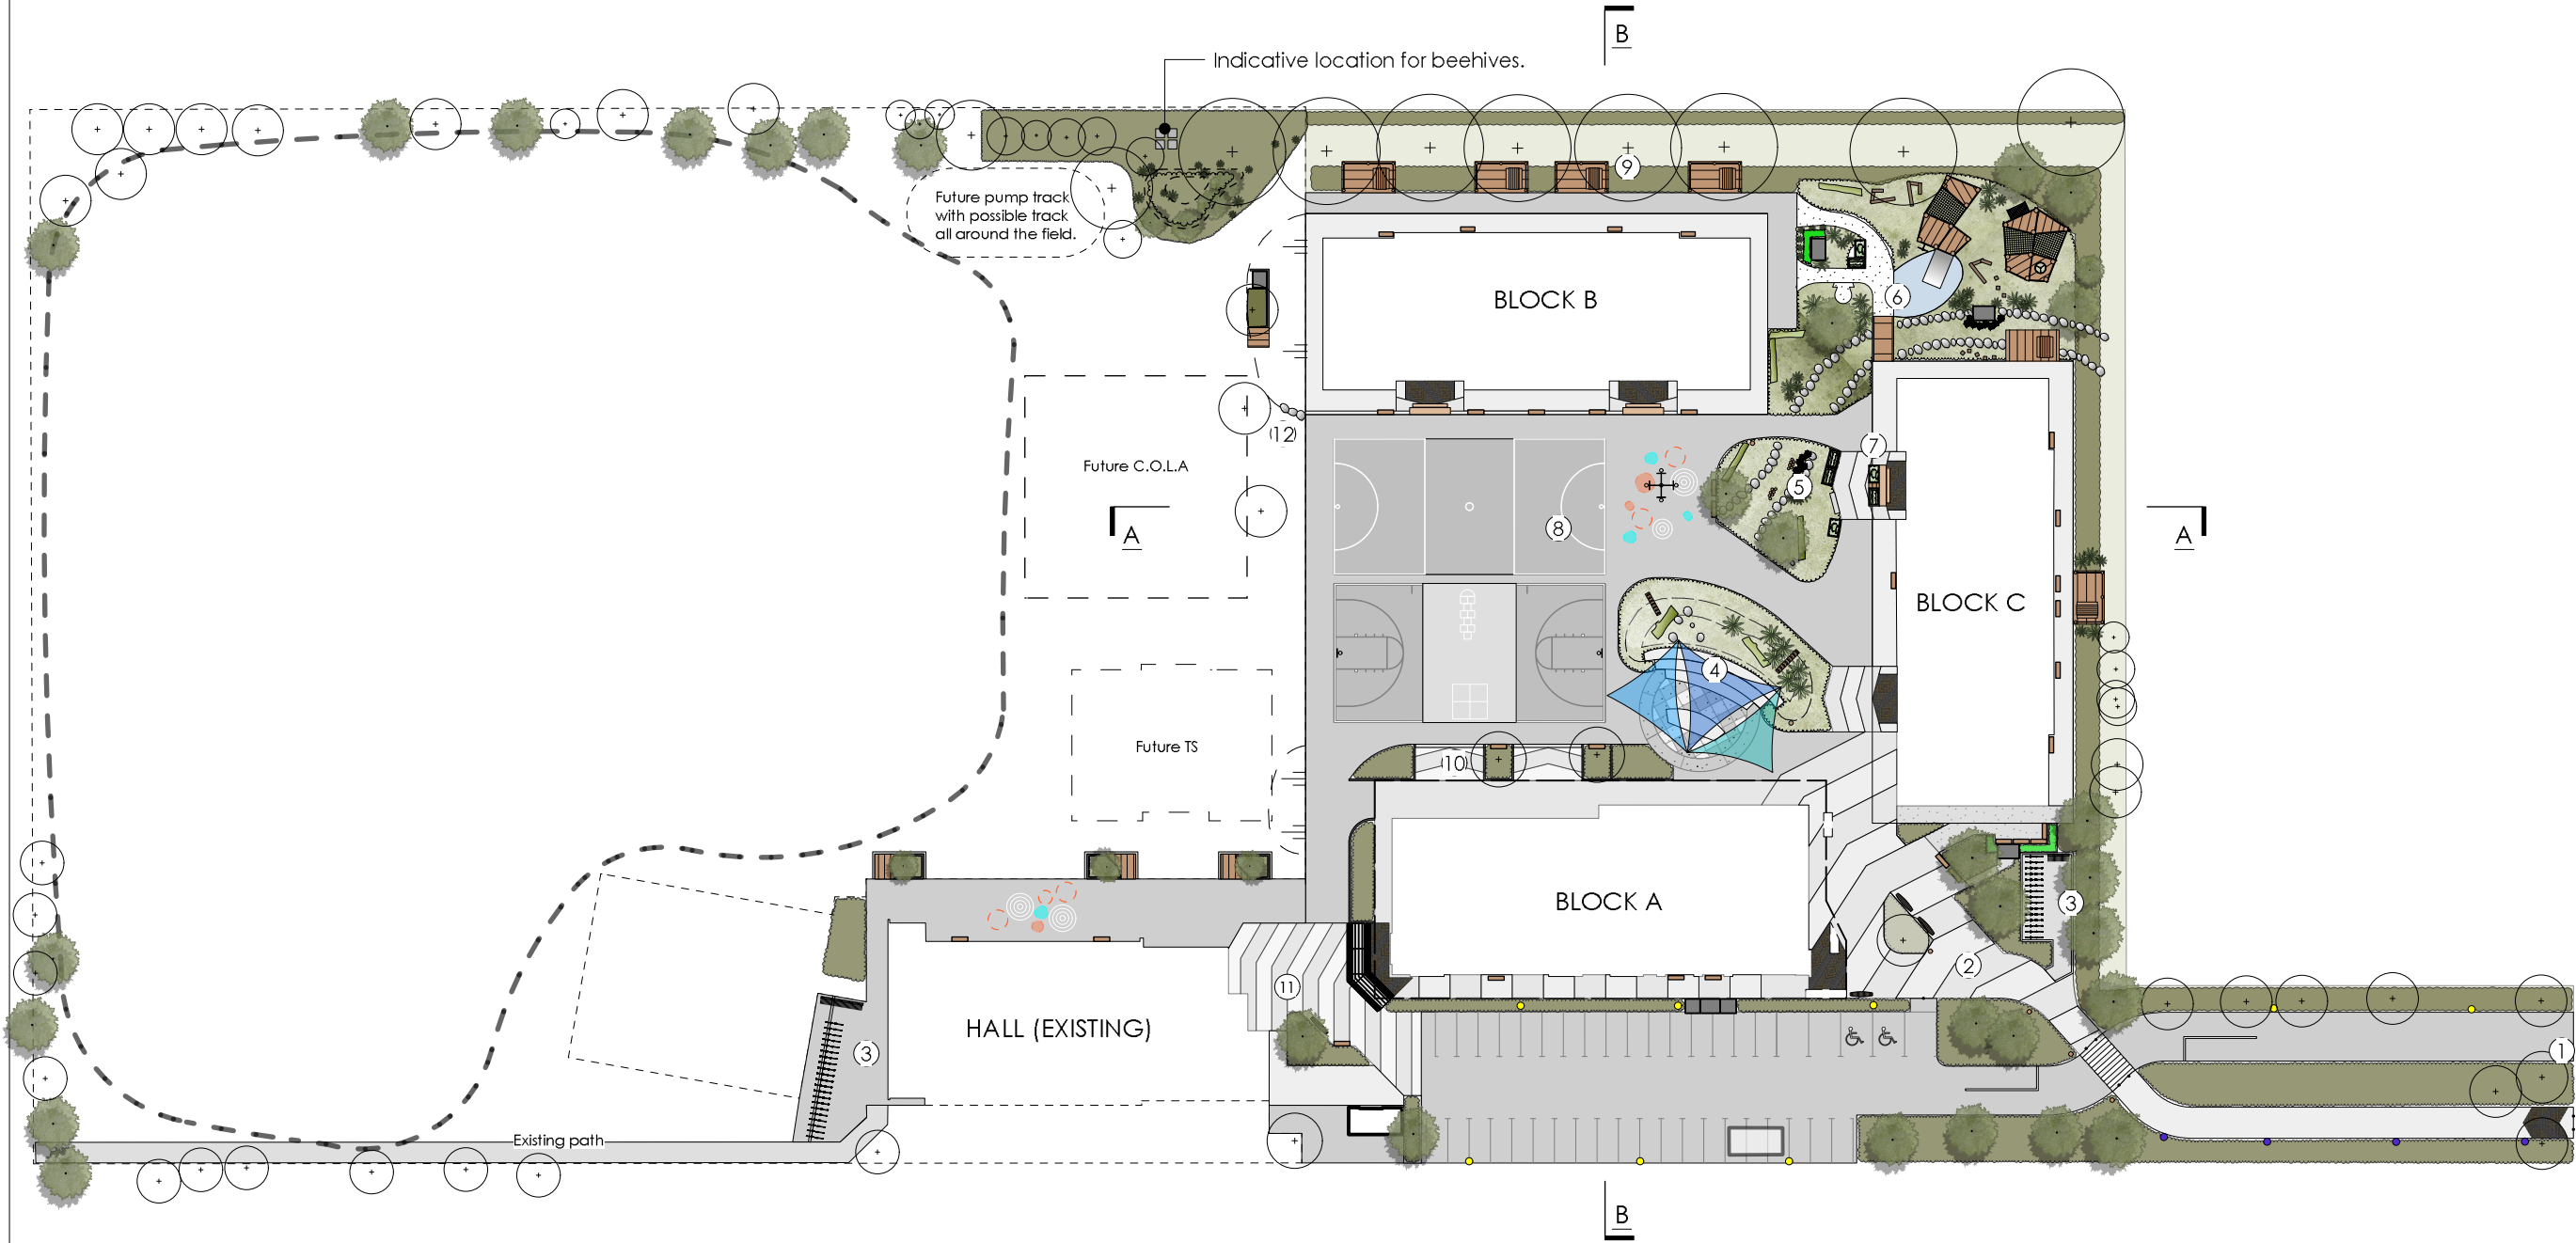 B
Indicative location for beehives.
Future pump track
with possible track
all around the field.
9
BLOCK B
6
12
7
Future C.O.L.A
5
8
A
A
BLOCK C
4
Future TS
10
BLOCK A
3
2
11
HALL (EXISTING)
3
1
Existing path
B